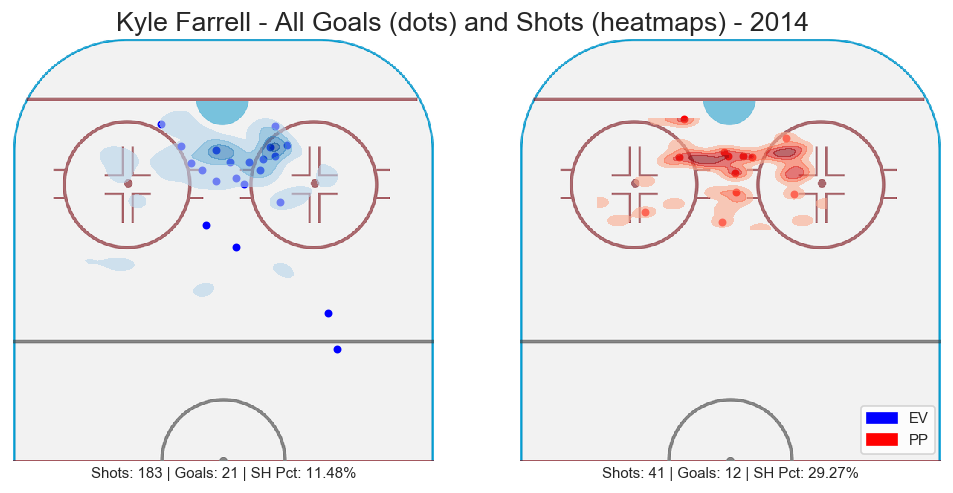 Kyle Farrell - All Goals (dots) and Shots (heatmaps) - 2014
EV
PP
Shots: 183 | Goals: 21 | SH Pct: 11.48%
Shots: 41 | Goals: 12 | SH Pct: 29.27%